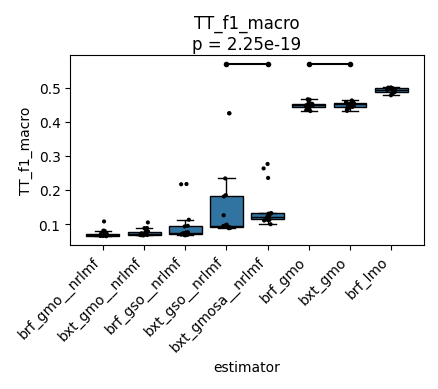 TT_f1_macro
p = 2.25e-19
TT_f1_macro
0.5
0.4
0.3
0.2
0.1
brf_gmo__nrlmf
bxt_gmo__nrlmf
brf_gso__nrlmf
bxt_gso__nrlmf
bxt_gmosa__nrlmf
brf_gmo
bxt_gmo
brf_lmo
estimator